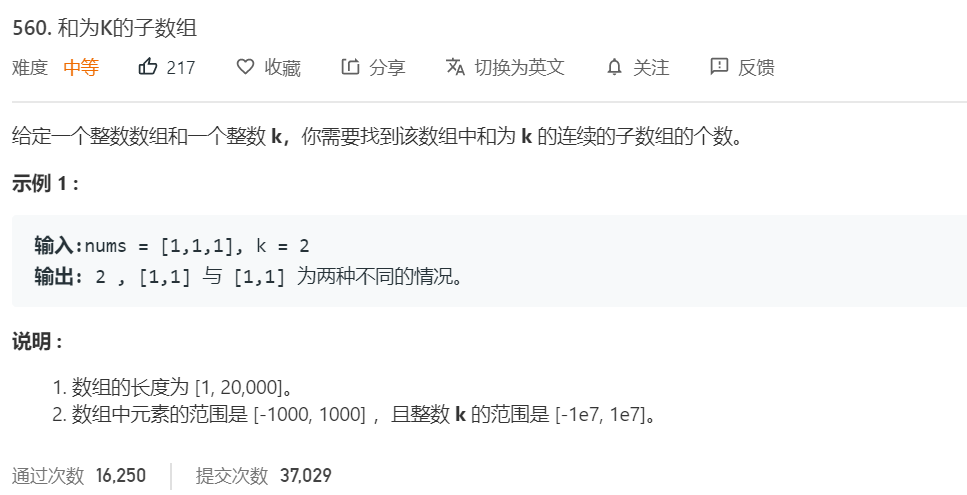 560. 和为K的子数组
难度 中等 217 收藏 分享 切换为英文 关注 反馈
给定一个整数数组和一个整数 k，你需要找到该数组中和为 k 的连续的子数组的个数。
示例 1 :
输入:nums = [1,1,1], k = 2
输出: 2 , [1,1] 与 [1,1] 为两种不同的情况。
说明 :
1. 数组的长度为 [1, 20,000]。
2. 数组中元素的范围是 [-1000, 1000] ，且整数 k 的范围是 [-1e7, 1e7]。
通过次数 16,250 提交次数 37,029